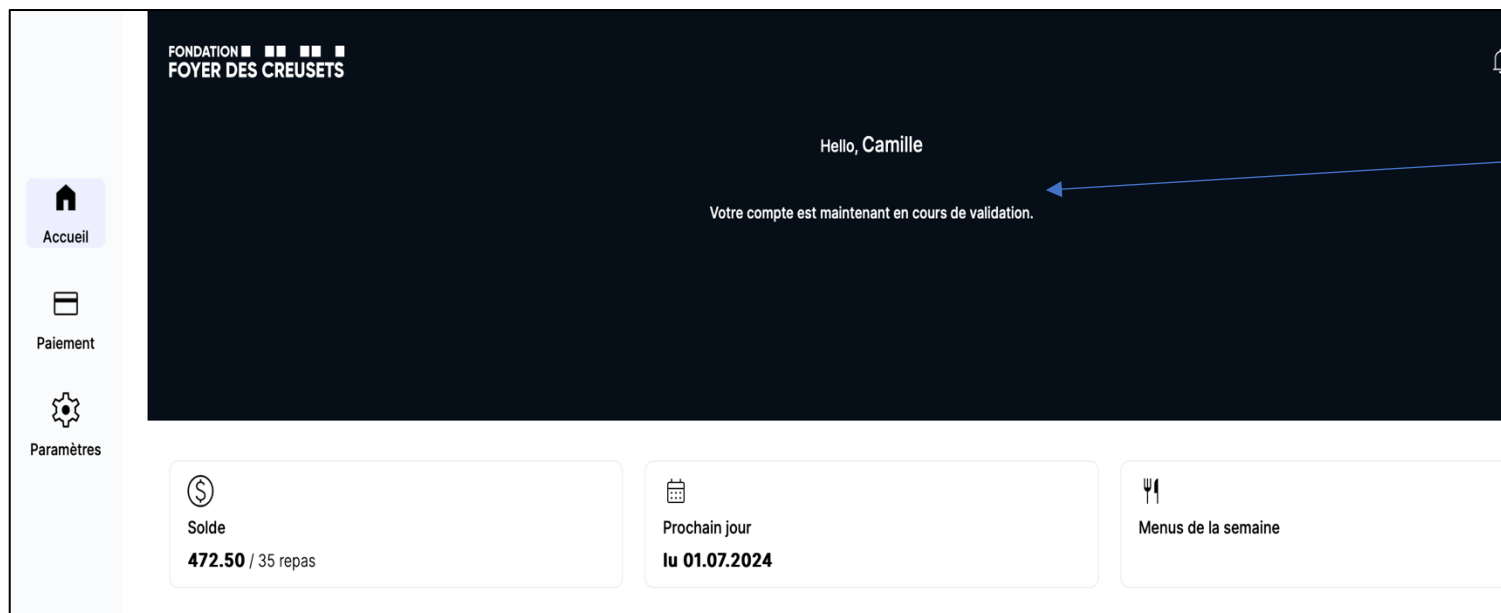 FONDATION
FOYER DES CREUSETS
Hello, Camille
Votre compte est maintenant en cours de validation.
Accueil
Paiement
Paramètres
Solde
472.50 / 35 repas
Prochain jour
lu 01.07.2024
Menus de la semaine